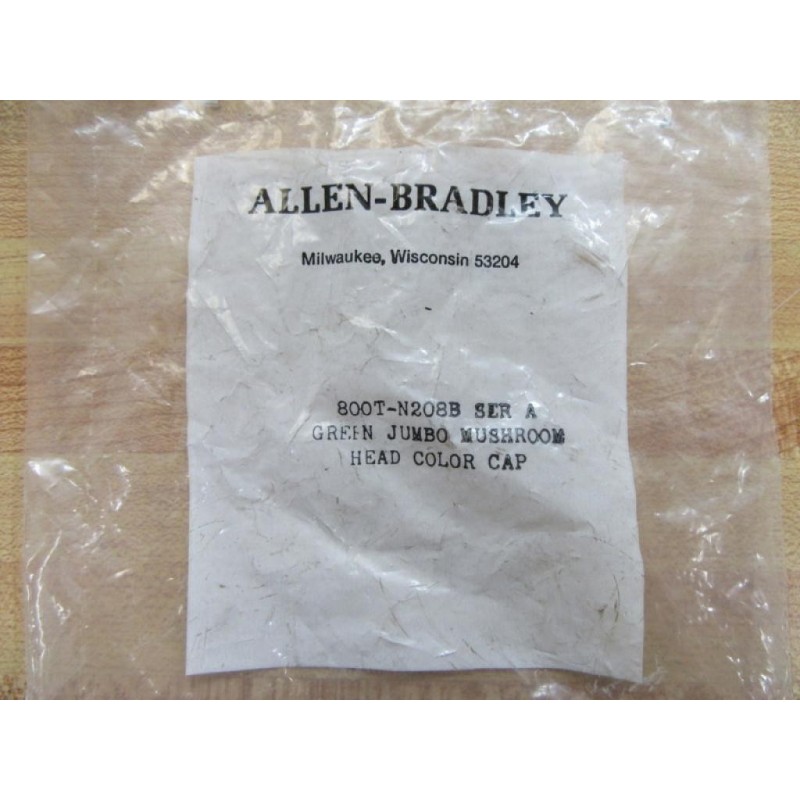 ALLEN-BRADLEY
Milwaukee, Wisconsin 53204
800T-N208B SER A
GREEN JUMBO MUSHROOM
HEAD COLOR CAP